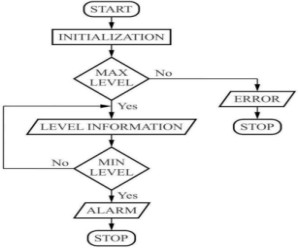 START
INITIALIZATION
MAX
LEVEL
No
Yes
ERROR
STOP
LEVEL INFORMATION
No
MIN
LEVEL
Yes
ALARM
STOP